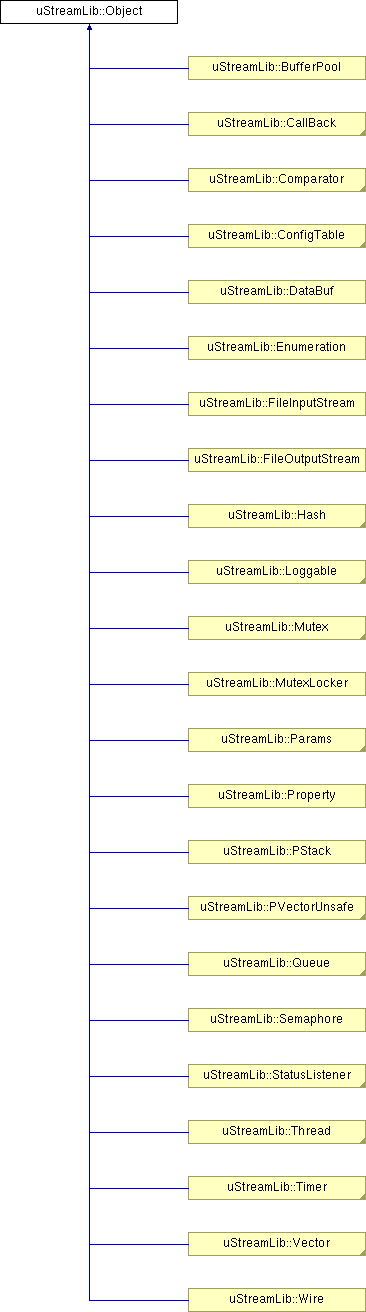 uStreamLib::Object
uStreamLib::BufferPool
uStreamLib::CallBack
uStreamLib::Comparator
uStreamLib::ConfigTable
uStreamLib::DataBuf
uStreamLib::Enumeration
uStreamLib::FileInputStream
uStreamLib::FileOutputStream
uStreamLib::Hash
uStreamLib::Loggable
uStreamLib::Mutex
uStreamLib::MutexLocker
uStreamLib::Params
uStreamLib::Property
uStreamLib::PStack
uStreamLib::PVectorUnsafe
uStreamLib::Queue
uStreamLib::Semaphore
uStreamLib::StatusListener
uStreamLib::Thread
uStreamLib::Timer
uStreamLib::Vector
uStreamLib::Wire